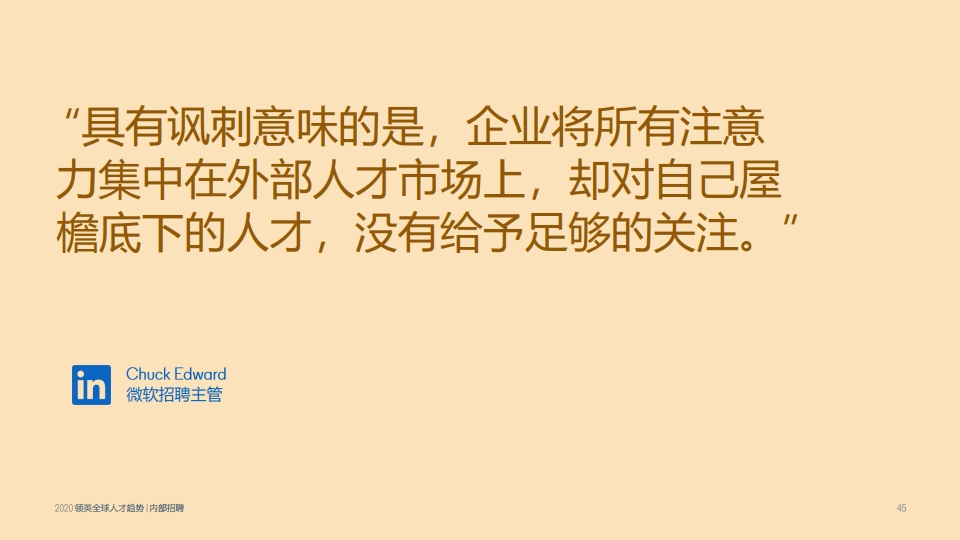 “具有讽刺意味的是，企业将所有注意
力集中在外部人才市场上，却对自己屋
檐底下的人才，没有给予足够的关注。”
in
Chuck Edward
微软招聘主管
2020 领英全球人才趋势 | 内部招聘
45